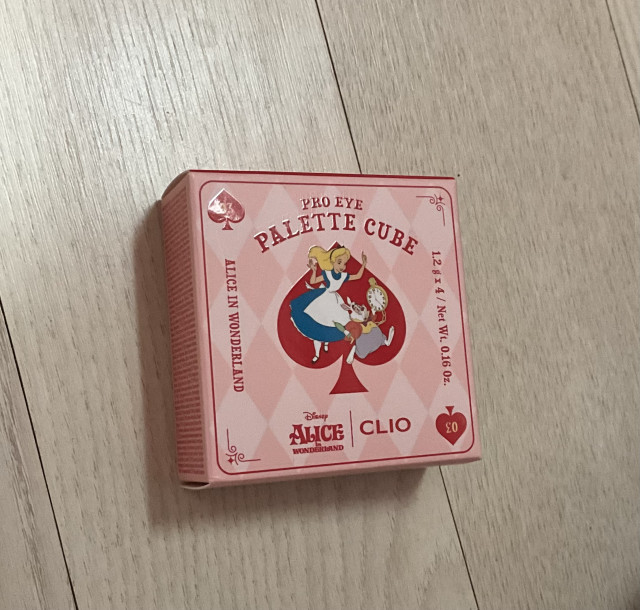 PRO EYE
PALETTE CUBE
ALICE IN WONDERLAND
1.2 g x 4 / Net Wt. 0.16 Oz.
Disney
ALICE
in
WONDERLAND
CLIO
03